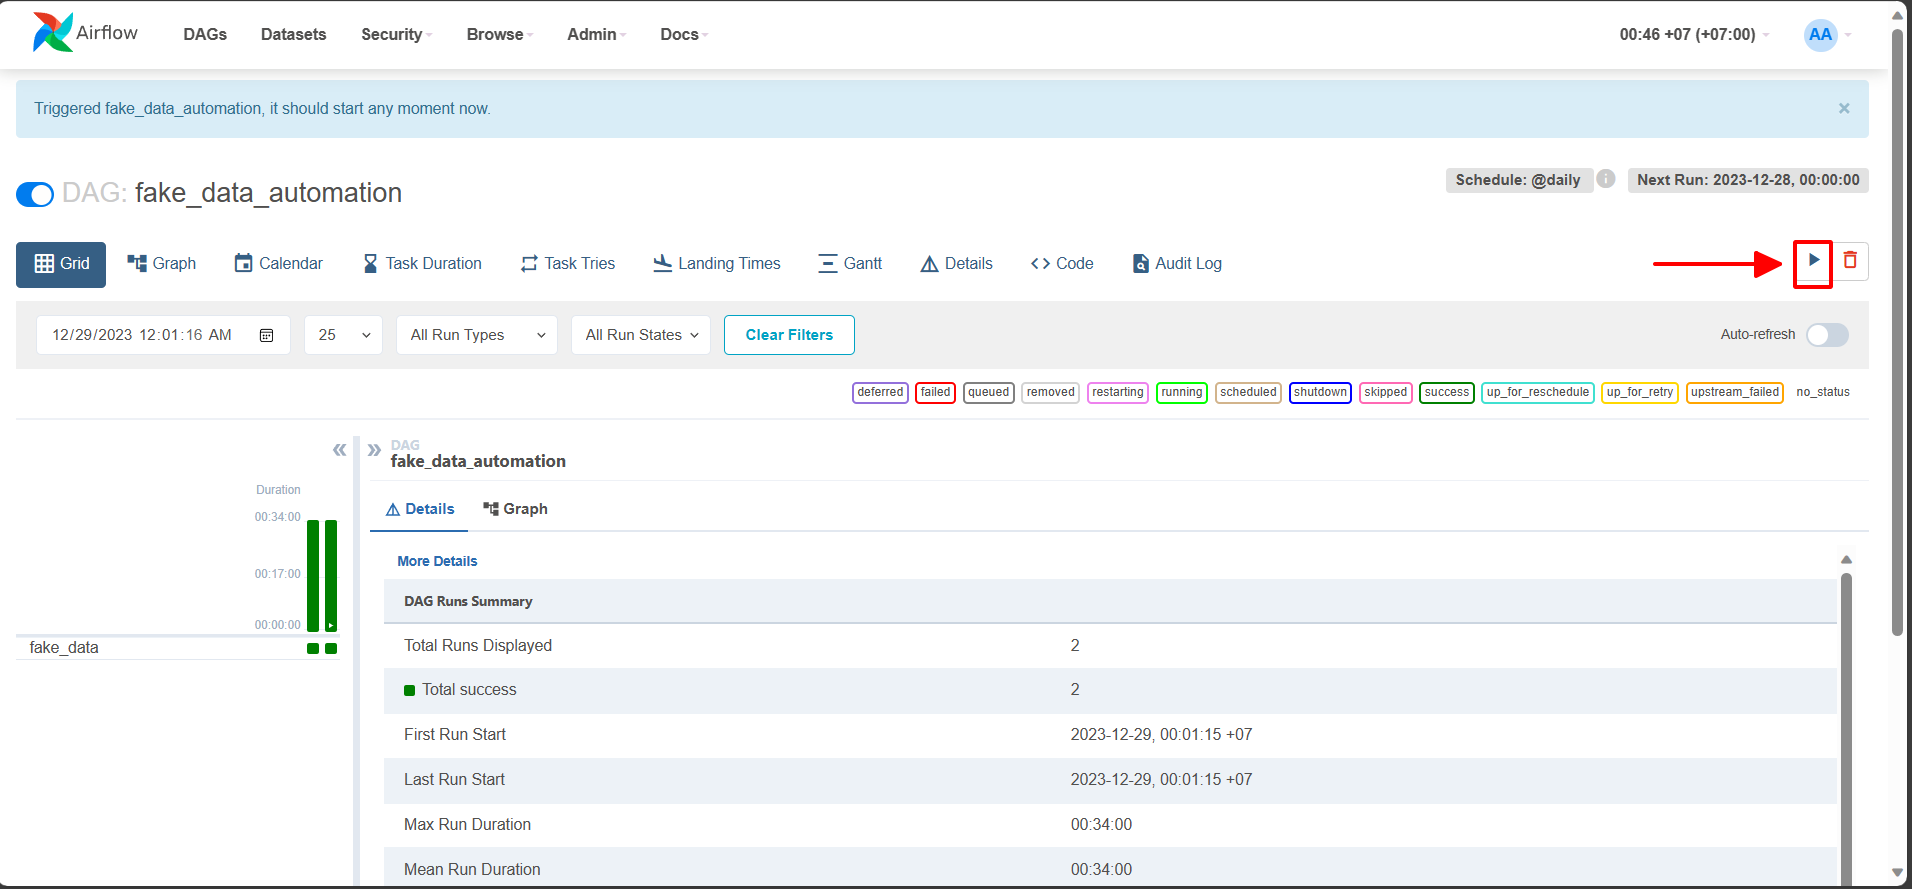 Airflow DAGs Datasets Security Browse Admin Docs 00:46 +07 (+07:00) AA
Triggered fake_data_automation, it should start any moment now. ×
DAG: fake_data_automation Schedule: @daily Next Run: 2023-12-28, 00:00:00
Grid Graph Calendar Task Duration Task Tries Landing Times Gantt Details Code Audit Log
12/29/2023 12:01:16 AM 25 All Run Types All Run States Clear Filters Auto-refresh
deferred failed queued removed restarting running scheduled shutdown skipped success up_for_reschedule up_for_retry upstream_failed no_status
DAG
fake_data_automation
Duration
00:34:00
00:17:00
00:00:00
fake_data
Details Graph
More Details
DAG Runs Summary
Total Runs Displayed 2
Total success 2
First Run Start 2023-12-29, 00:01:15 +07
Last Run Start 2023-12-29, 00:01:15 +07
Max Run Duration 00:34:00
Mean Run Duration 00:34:00